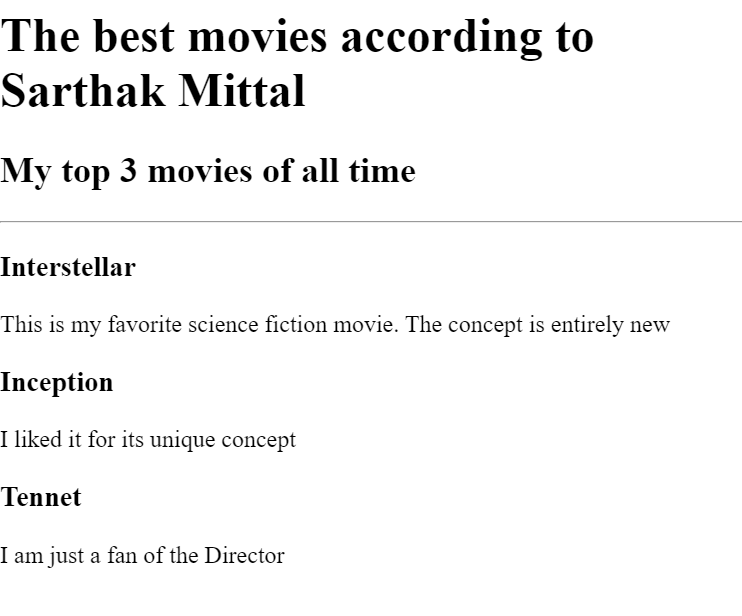 The best movies according to
Sarthak Mittal
My top 3 movies of all time
Interstellar
This is my favorite science fiction movie. The concept is entirely new
Inception
I liked it for its unique concept
Tennet
I am just a fan of the Director